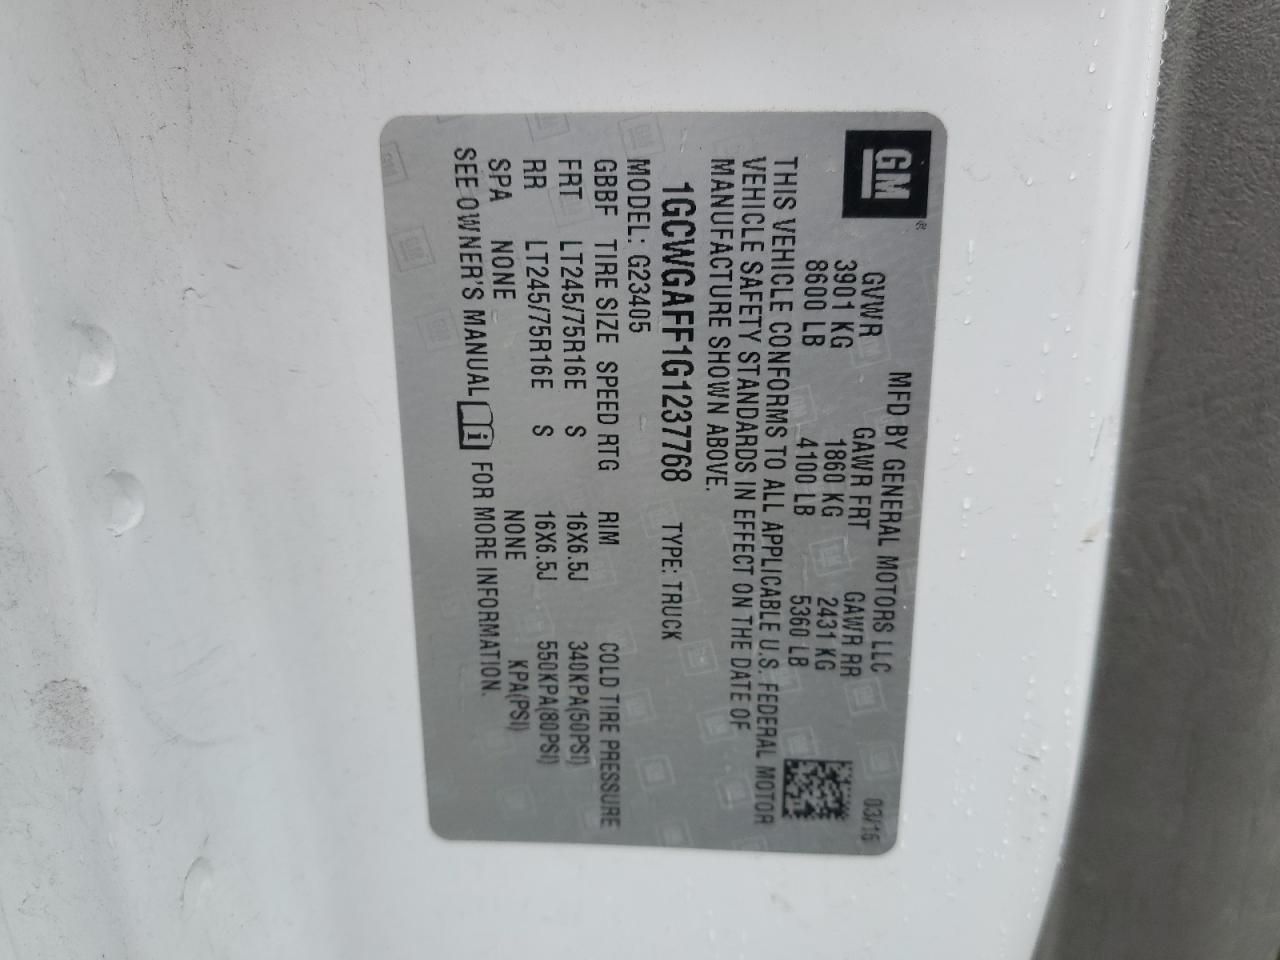 GM
®
MFD BY GENERAL MOTORS LLC 03/16
GVWR GAWR FRT GAWR RR
3901 KG 1860 KG 2431 KG
8600 LB 4100 LB 5360 LB
THIS VEHICLE CONFORMS TO ALL APPLICABLE U.S. FEDERAL MOTOR
VEHICLE SAFETY STANDARDS IN EFFECT ON THE DATE OF
MANUFACTURE SHOWN ABOVE.
1GCWGAFF1G1237768 TYPE: TRUCK
MODEL: G23405
GBBF TIRE SIZE SPEED RTG RIM COLD TIRE PRESSURE
FRT LT245/75R16E S 16X6.5J 340KPA(50PSI)
RR LT245/75R16E S 16X6.5J 550KPA(80PSI)
SPA NONE NONE KPA(PSI)
SEE OWNER'S MANUAL i FOR MORE INFORMATION.